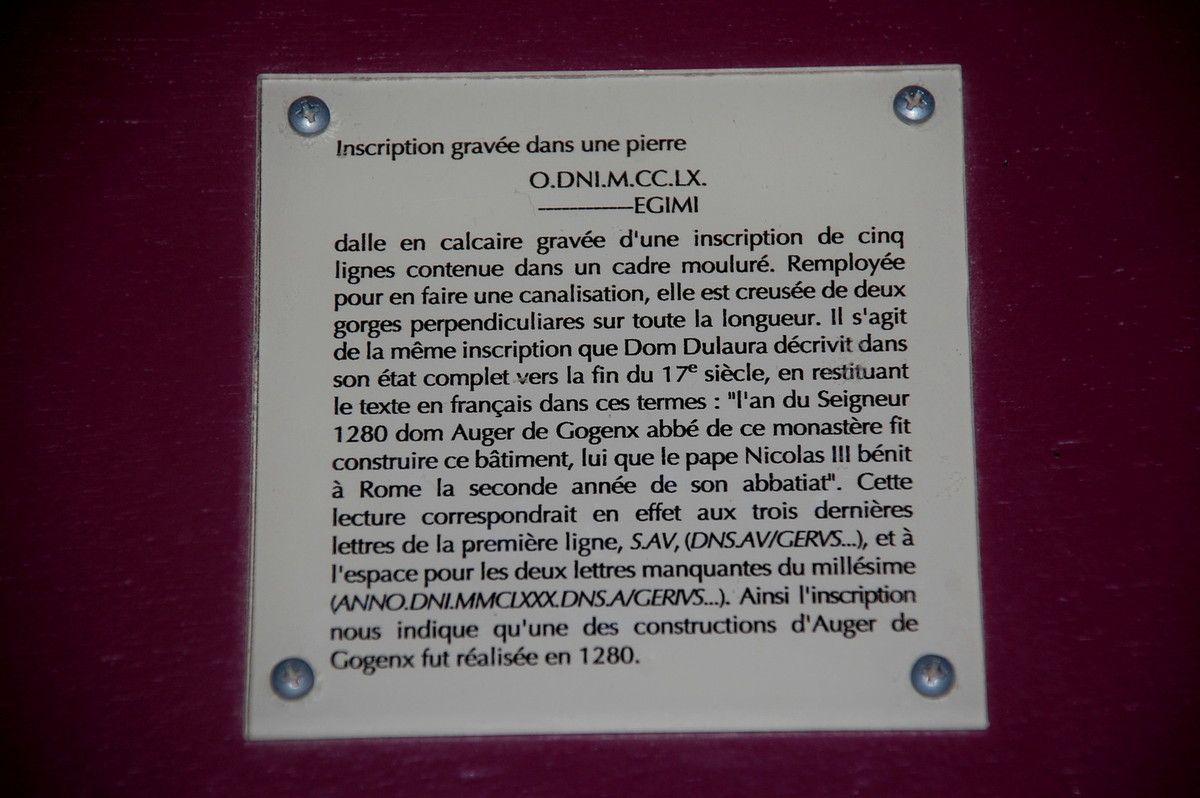 Inscription gravée dans une pierre
O.DNI.M.CC.LX.
-------------EGIMI
dalle en calcaire gravée d'une inscription de cinq
lignes contenue dans un cadre mouluré. Remployée
pour en faire une canalisation, elle est creusée de deux
gorges perpendiculiares sur toute la longueur. Il s'agit
de la même inscription que Dom Dulaura décrivit dans
son état complet vers la fin du 17e siècle, en restituant
le texte en français dans ces termes : "l'an du Seigneur
1280 dom Auger de Gogenx abbé de ce monastère fit
construire ce bâtiment, lui que le pape Nicolas III bénit
à Rome la seconde année de son abbatiat". Cette
lecture correspondrait en effet aux trois dernières
lettres de la première ligne, S.AV, (DNS.AV/GERVS...), et à
l'espace pour les deux lettres manquantes du millésime
(ANNO.DNI.MMCLXXX.DNS.A/GERIVS...). Ainsi l'inscription
nous indique qu'une des constructions d'Auger de
Gogenx fut réalisée en 1280.